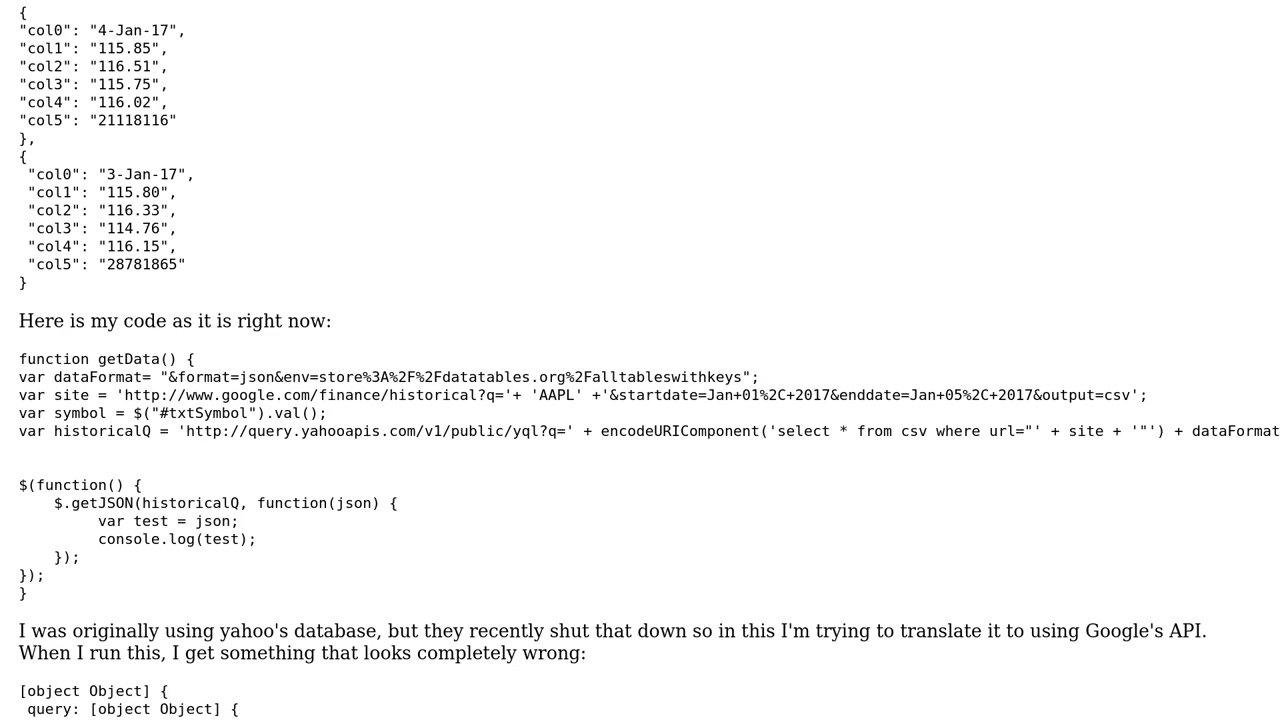 {
"col0": "4-Jan-17",
"col1": "115.85",
"col2": "116.51",
"col3": "115.75",
"col4": "116.02",
"col5": "21118116"
},
{
 "col0": "3-Jan-17",
 "col1": "115.80",
 "col2": "116.33",
 "col3": "114.76",
 "col4": "116.15",
 "col5": "28781865"
}
Here is my code as it is right now:
function getData() {
var dataFormat= "&format=json&env=store%3A%2F%2Fdatatables.org%2Falltableswithkeys";
var site = 'http://www.google.com/finance/historical?q='+ 'AAPL' +'&startdate=Jan+01%2C+2017&enddate=Jan+05%2C+2017&output=csv';
var symbol = $("#txtSymbol").val();
var historicalQ = 'http://query.yahooapis.com/v1/public/yql?q=' + encodeURIComponent('select * from csv where url="' + site + '"') + dataFormat
$(function() {
    $.getJSON(historicalQ, function(json) {
         var test = json;
         console.log(test);
    });
});
}
I was originally using yahoo's database, but they recently shut that down so in this I'm trying to translate it to using Google's API.
When I run this, I get something that looks completely wrong:
[object Object] {
 query: [object Object] {